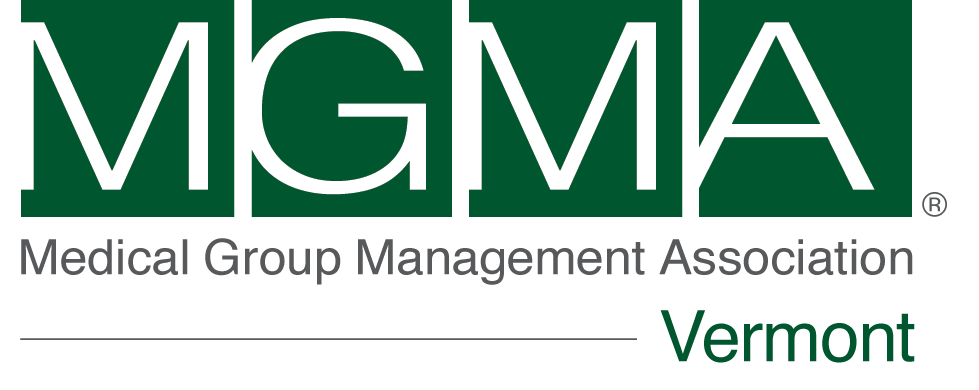 MGMA®
Medical Group Management Association
Vermont